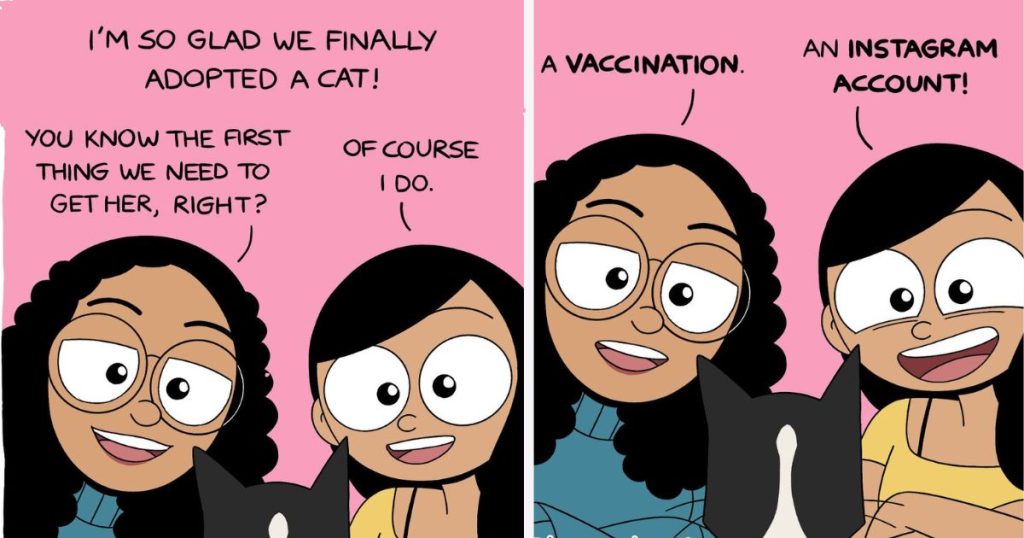 I'M SO GLAD WE FINALLY
ADOPTED A CAT!
YOU KNOW THE FIRST
THING WE NEED TO
GET HER, RIGHT?
OF COURSE
I DO.
A VACCINATION.
AN INSTAGRAM
ACCOUNT!